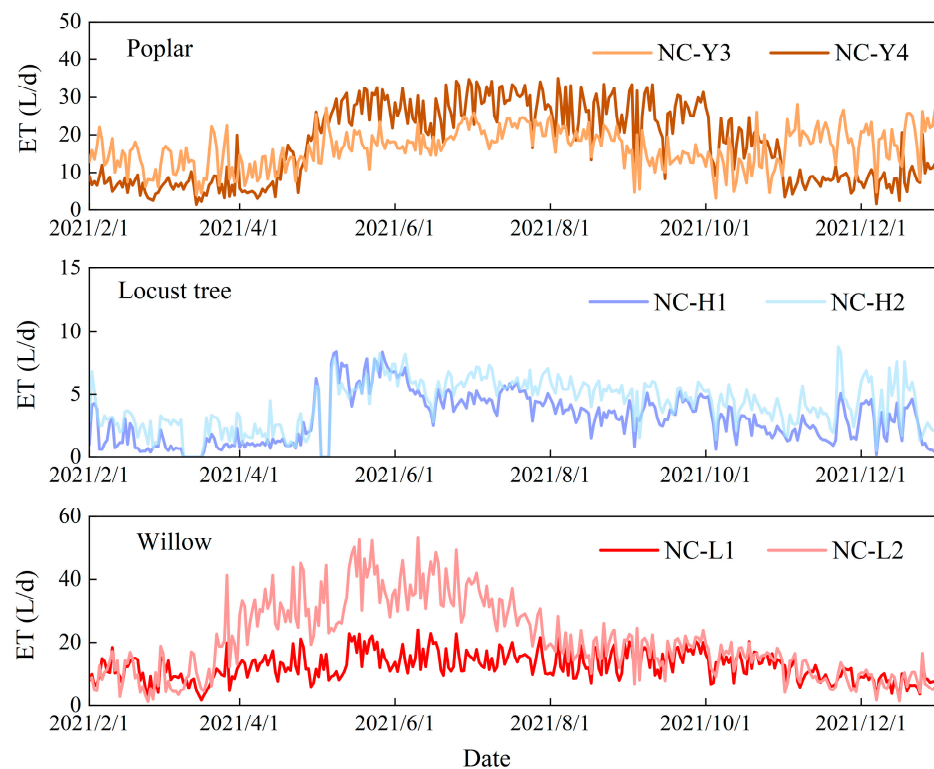 50
Poplar
NC-Y3
NC-Y4
40
30
20
10
0
ET (L/d)
2021/2/1
2021/4/1
2021/6/1
2021/8/1
2021/10/1
2021/12/1
15
Locust tree
NC-H1
NC-H2
10
5
0
ET (L/d)
2021/2/1
2021/4/1
2021/6/1
2021/8/1
2021/10/1
2021/12/1
60
Willow
NC-L1
NC-L2
40
20
0
ET (L/d)
2021/2/1
2021/4/1
2021/6/1
2021/8/1
2021/10/1
2021/12/1
Date